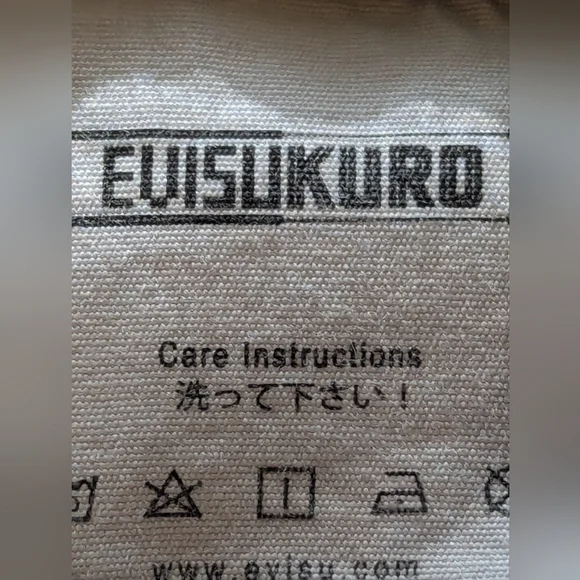 EVISUKURO
Care Instructions
洗って下さい！
www.evisu.com